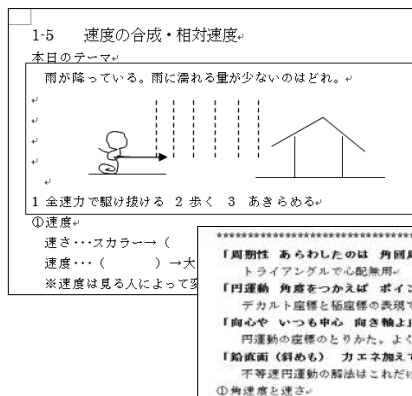 1-5 速度の合成・相対速度
本日のテーマ
雨が降っている。雨に濡れる量が少ないのはどれ。
1 全速力で駆け抜ける 2 歩く 3 あきらめる
①速度
速さ・・・スカラー→（
速度・・・（ ）→大
※速度は見る人によって変
**********************************
「周期性 あらわしたのは 角回
トライアングルで心配無用
「円運動 角度をつかえば ポイン
デカルト座標と極座標の表現で
「向心や いつも中心 向き軸よ」
円運動の座標のとりかた。よく
「鉛直面（斜めも） 力エネ加えて
不等速円運動の解法はこれだけ
①角速度と速さ